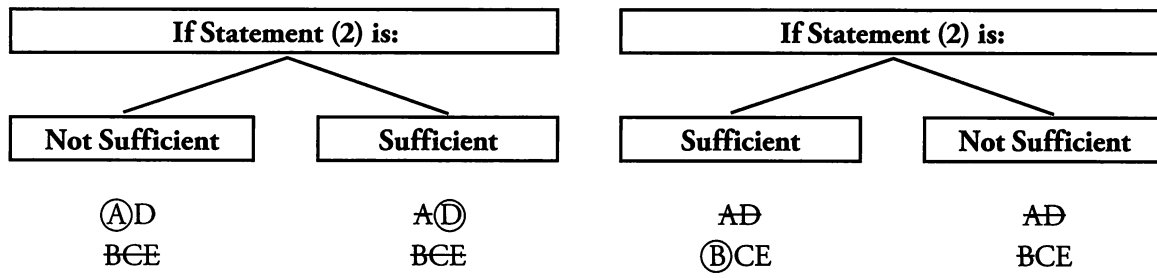 If Statement (2) is:
If Statement (2) is:
Not Sufficient
Sufficient
Sufficient
Not Sufficient
AD
AD
AD
AD
BCE
BCE
BCE
BCE